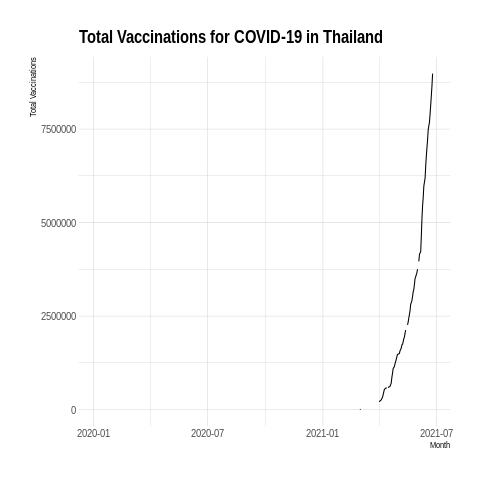 Total Vaccinations for COVID-19 in Thailand
Total Vaccinations
7500000
5000000
2500000
0
2020-01 2020-07 2021-01 2021-07
Month